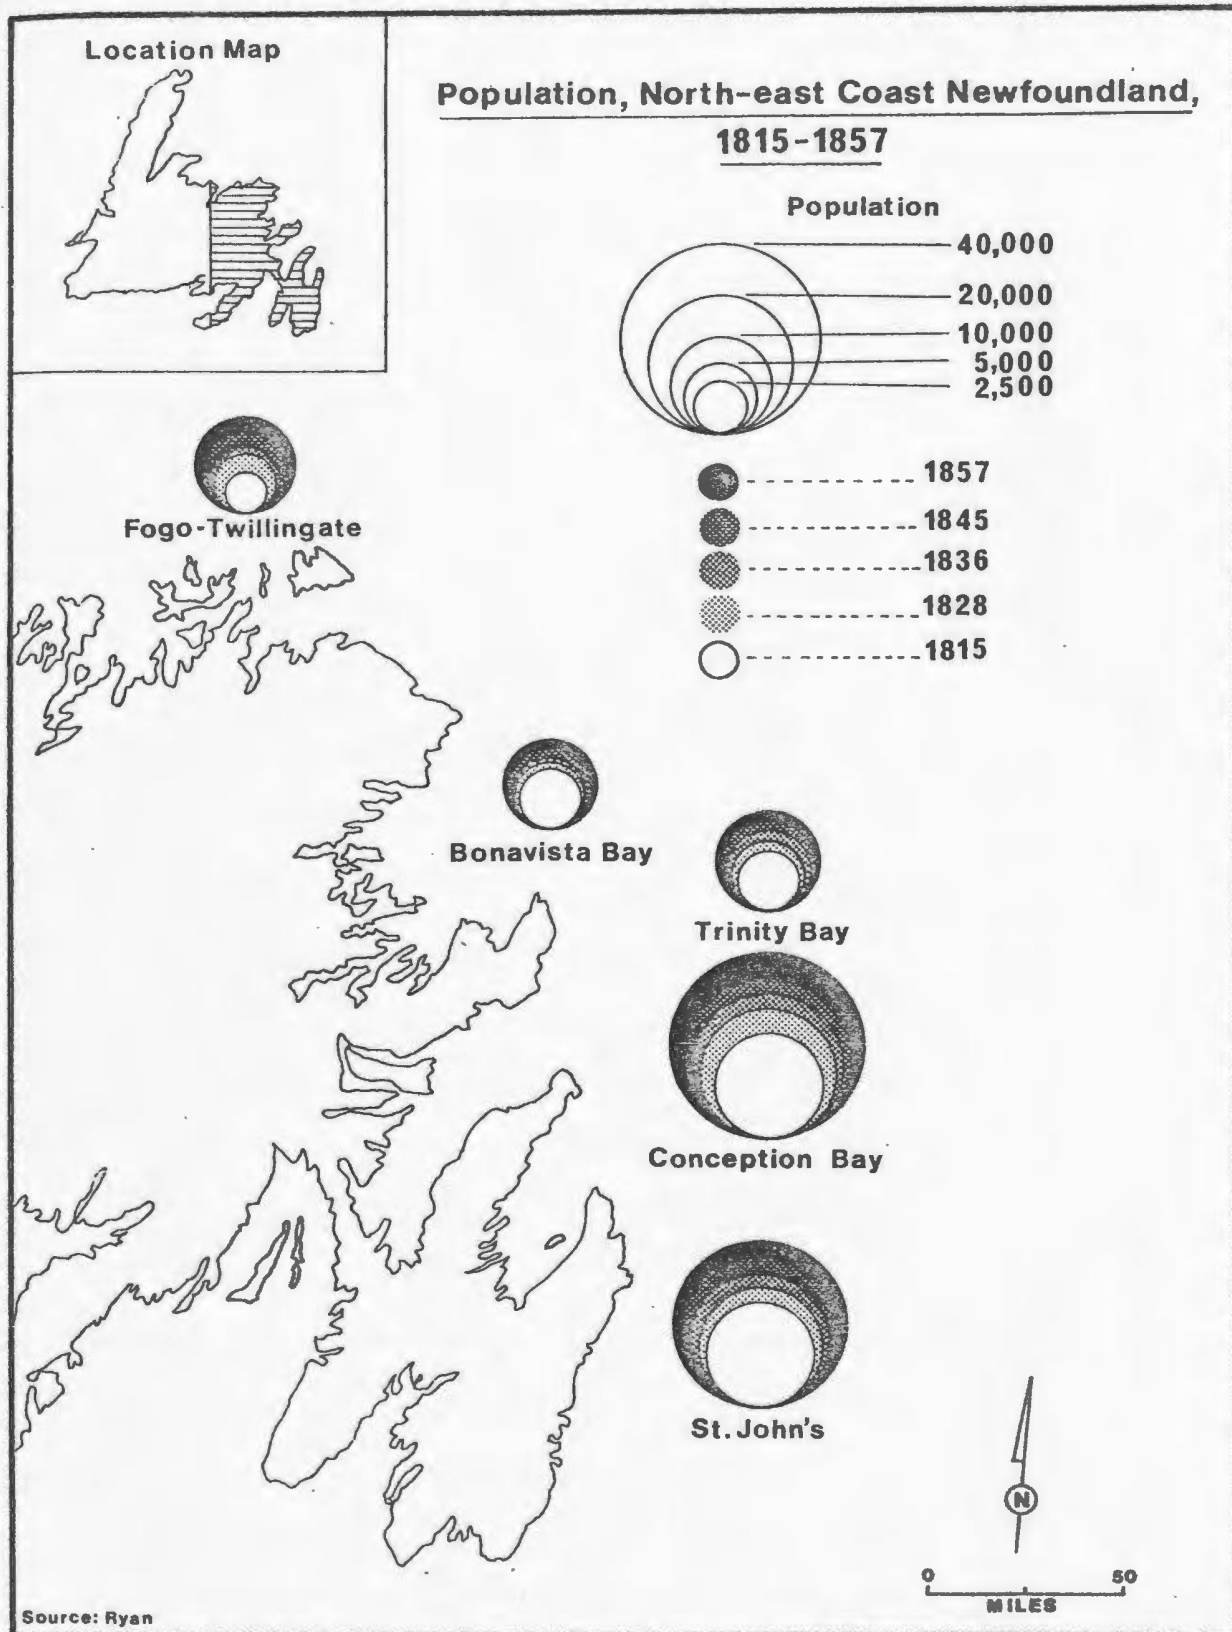 Location Map
Population, North-east Coast Newfoundland,
1815-1857
Population
40,000
20,000
10,000
5,000
2,500
1857
1845
1836
1828
1815
Fogo-Twillingate
Bonavista Bay
Trinity Bay
Conception Bay
St. John's
N
0 50
MILES
Source: Ryan